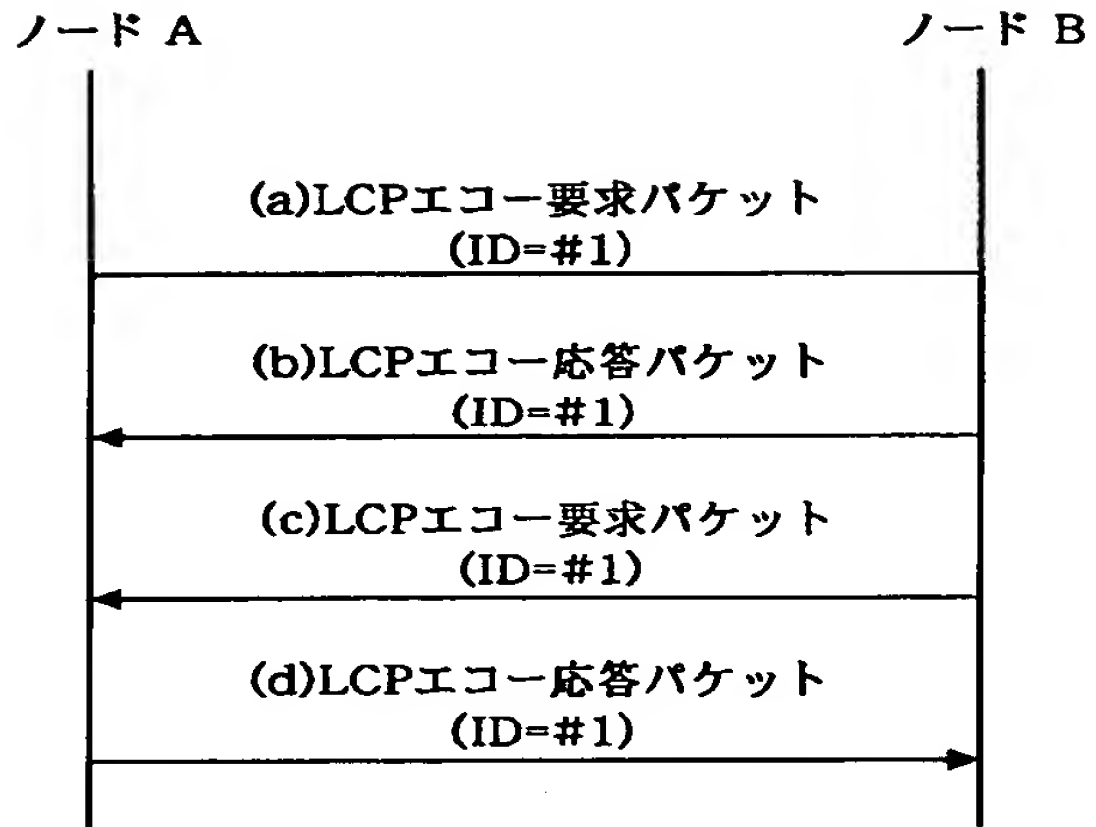 ノード A
ノード B
(a)LCPエコー要求パケット
(ID=#1)
(b)LCPエコー応答パケット
(ID=#1)
(c)LCPエコー要求パケット
(ID=#1)
(d)LCPエコー応答パケット
(ID=#1)